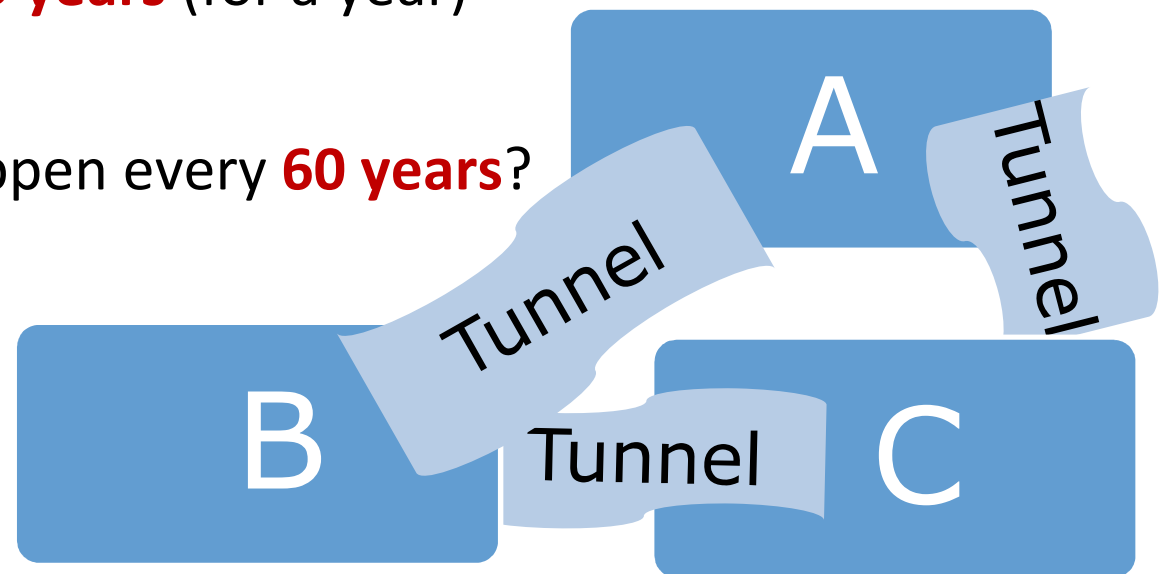 years (for a year)
open every 60 years?
A
Tunnel
Tunnel
B
Tunnel
C